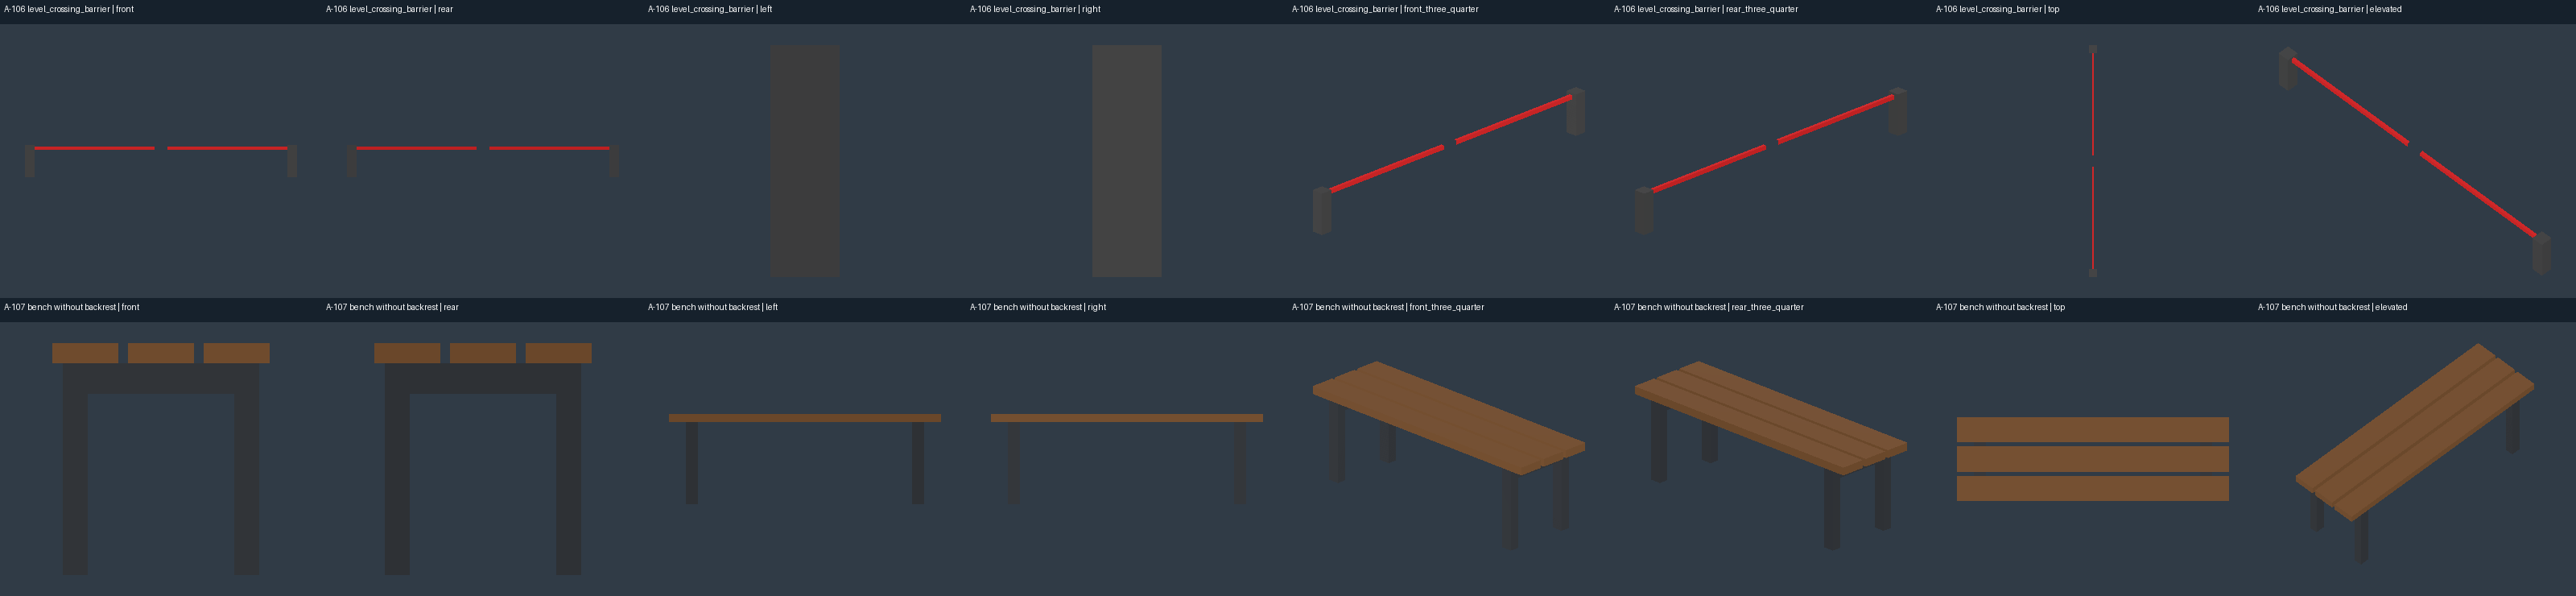 A-106 level_crossing_barrier | front
A-106 level_crossing_barrier | rear
A-106 level_crossing_barrier | left
A-106 level_crossing_barrier | right
A-106 level_crossing_barrier | front_three_quarter
A-106 level_crossing_barrier | rear_three_quarter
A-106 level_crossing_barrier | top
A-106 level_crossing_barrier | elevated
A-107 bench without backrest | front
A-107 bench without backrest | rear
A-107 bench without backrest | left
A-107 bench without backrest | right
A-107 bench without backrest | front_three_quarter
A-107 bench without backrest | rear_three_quarter
A-107 bench without backrest | top
A-107 bench without backrest | elevated